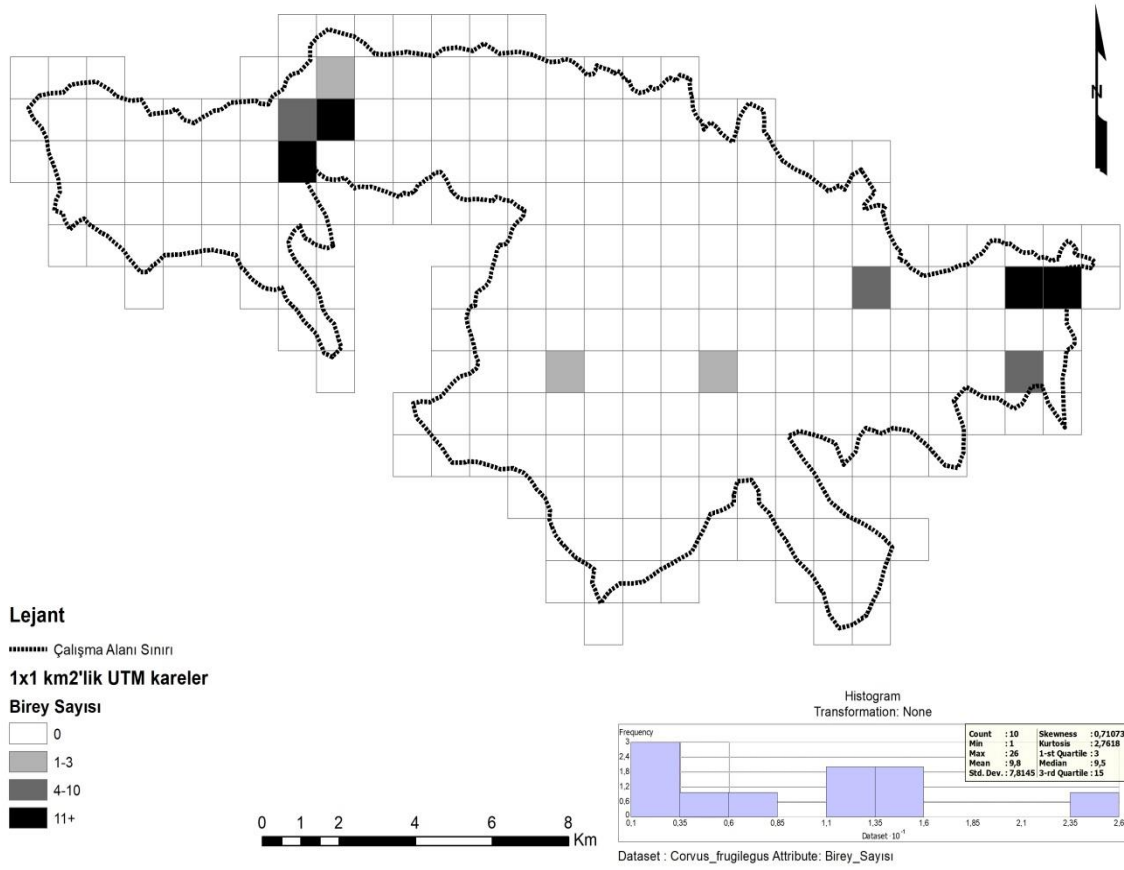 N
Lejant
Çalışma Alanı Sınırı
1x1 km2'lik UTM kareler
Birey Sayısı
0
1-3
4-10
11+
0 1 2 4 6 8
Km
Histogram
Transformation: None
Frequency
3
2,4
1,8
1,2
0,6
0
0,1 0,35 0,6 0,85 1,1 1,35 1,6 1,85 2,1 2,35 2,6
Dataset ·10⁻¹
Count : 10 Skewness : 0,71073
Min : 1 Kurtosis : 2,7618
Max : 26 1-st Quartile : 3
Mean : 9,8 Median : 9,5
Std. Dev. : 7,8145 3-rd Quartile : 15
Dataset : Corvus_frugilegus Attribute: Birey_Sayısı